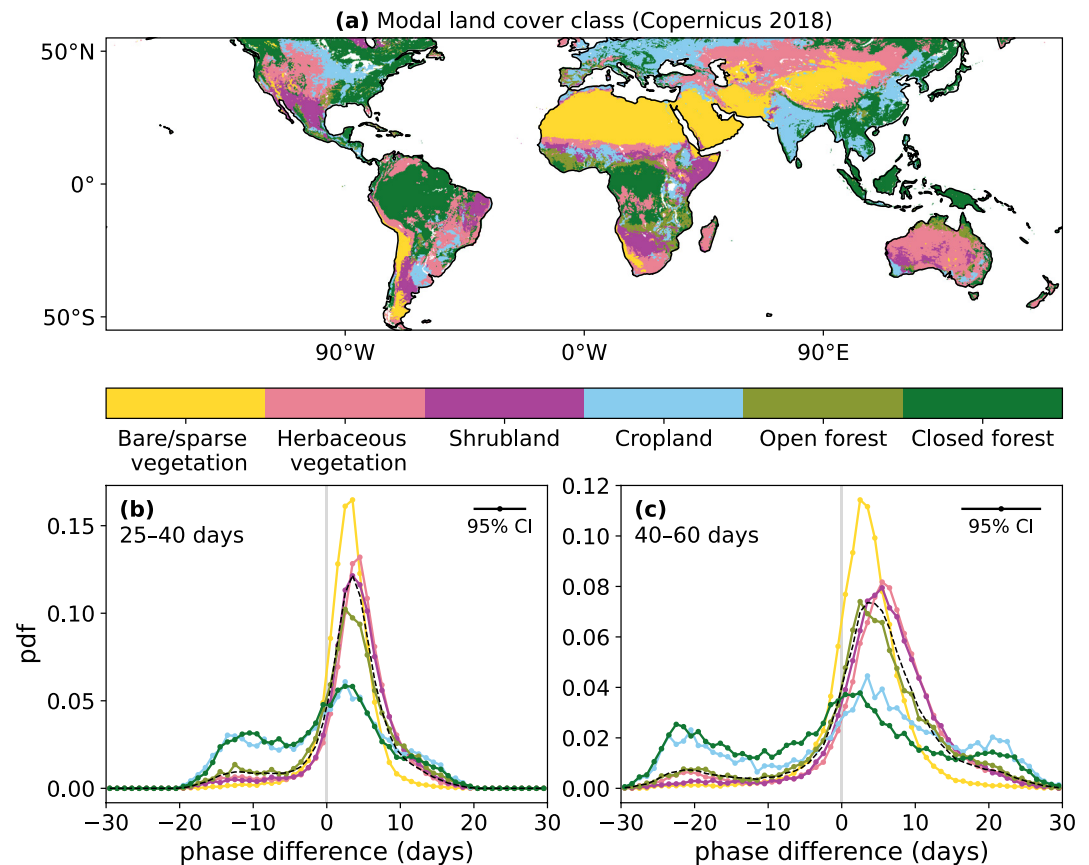 (a) Modal land cover class (Copernicus 2018)
50°N
0°
50°S
90°W
0°W
90°E
Bare/sparse
vegetation
Herbaceous
vegetation
Shrubland
Cropland
Open forest
Closed forest
(b)
25–40 days
95% CI
0.15
0.10
0.05
0.00
pdf
−30
−20
−10
0
10
20
30
phase difference (days)
(c)
40–60 days
95% CI
0.12
0.10
0.08
0.06
0.04
0.02
0.00
−30
−20
−10
0
10
20
30
phase difference (days)